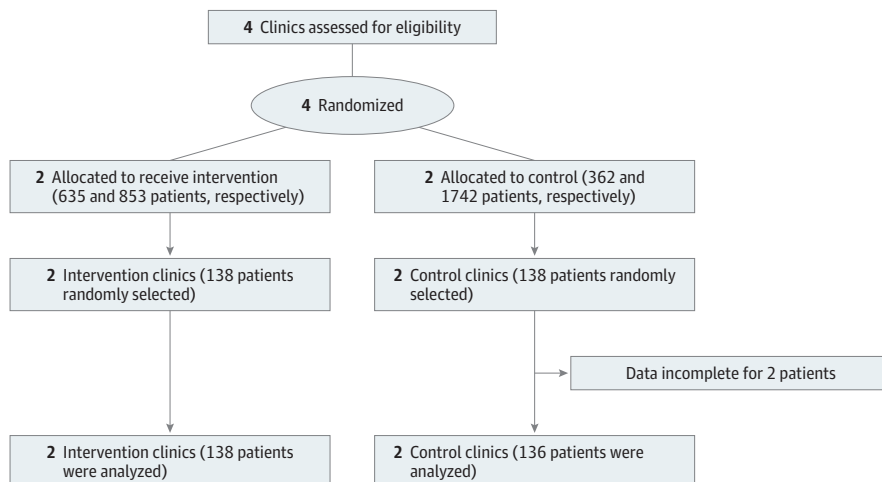 4 Clinics assessed for eligibility
4 Randomized
2 Allocated to receive intervention
(635 and 853 patients, respectively)
2 Allocated to control (362 and
1742 patients, respectively)
2 Intervention clinics (138 patients
randomly selected)
2 Control clinics (138 patients randomly
selected)
Data incomplete for 2 patients
2 Intervention clinics (138 patients
were analyzed)
2 Control clinics (136 patients were
analyzed)